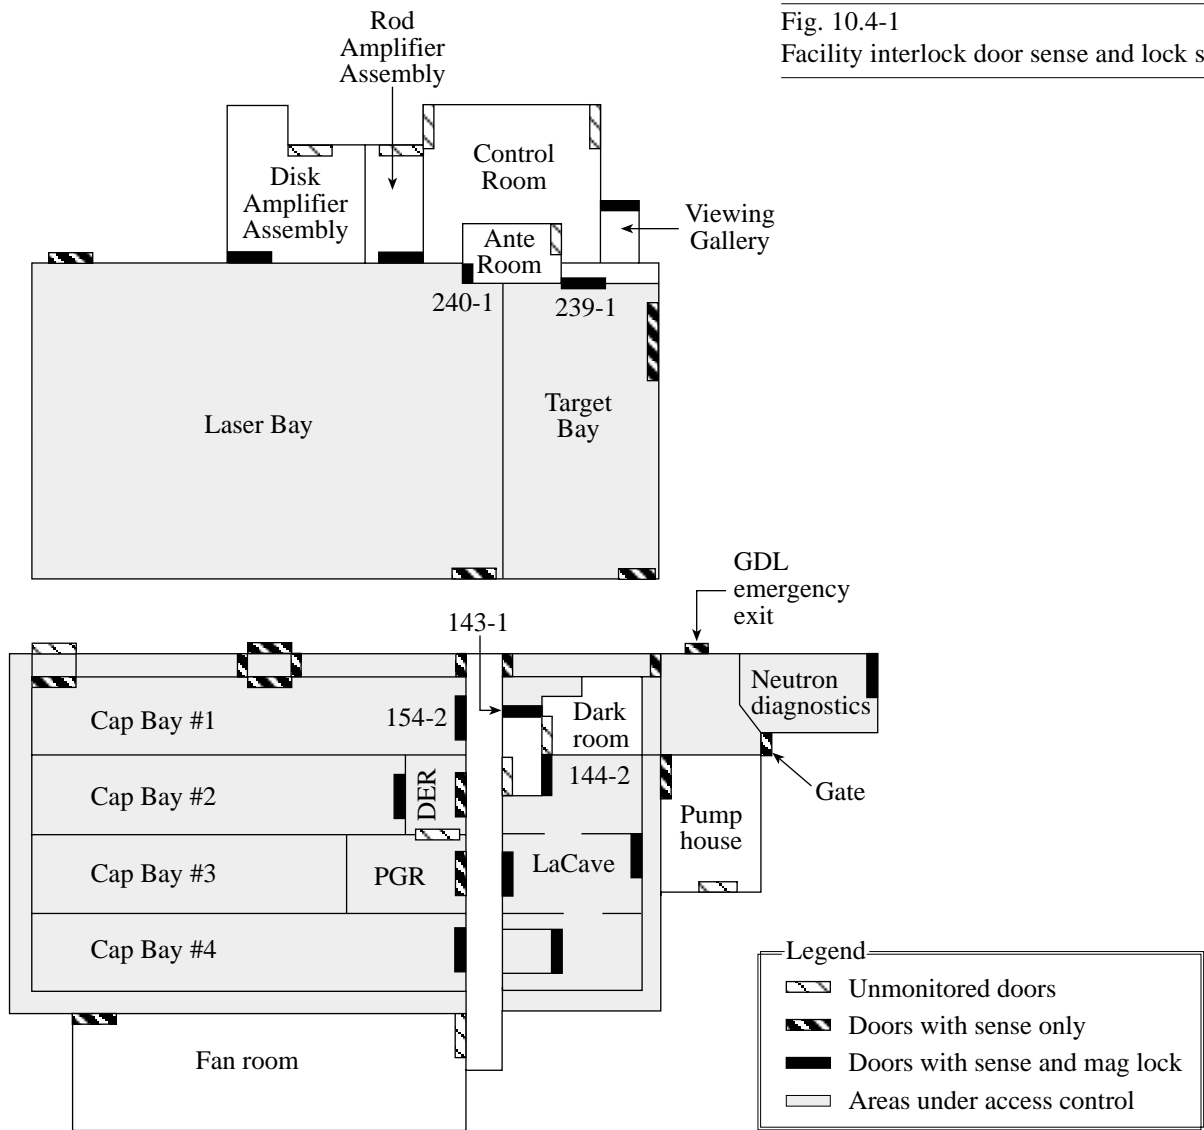 Fig. 10.4-1
Facility interlock door sense and lock s
Rod
Amplifier
Assembly
Disk
Amplifier
Assembly
Control
Room
Ante
Room
Viewing
Gallery
240-1
239-1
Laser Bay
Target
Bay
GDL
emergency
exit
143-1
Cap Bay #1
154-2
Dark
room
Neutron
diagnostics
Cap Bay #2
DER
144-2
Gate
Pump
house
Cap Bay #3
PGR
LaCave
Cap Bay #4
Fan room
Legend
Unmonitored doors
Doors with sense only
Doors with sense and mag lock
Areas under access control